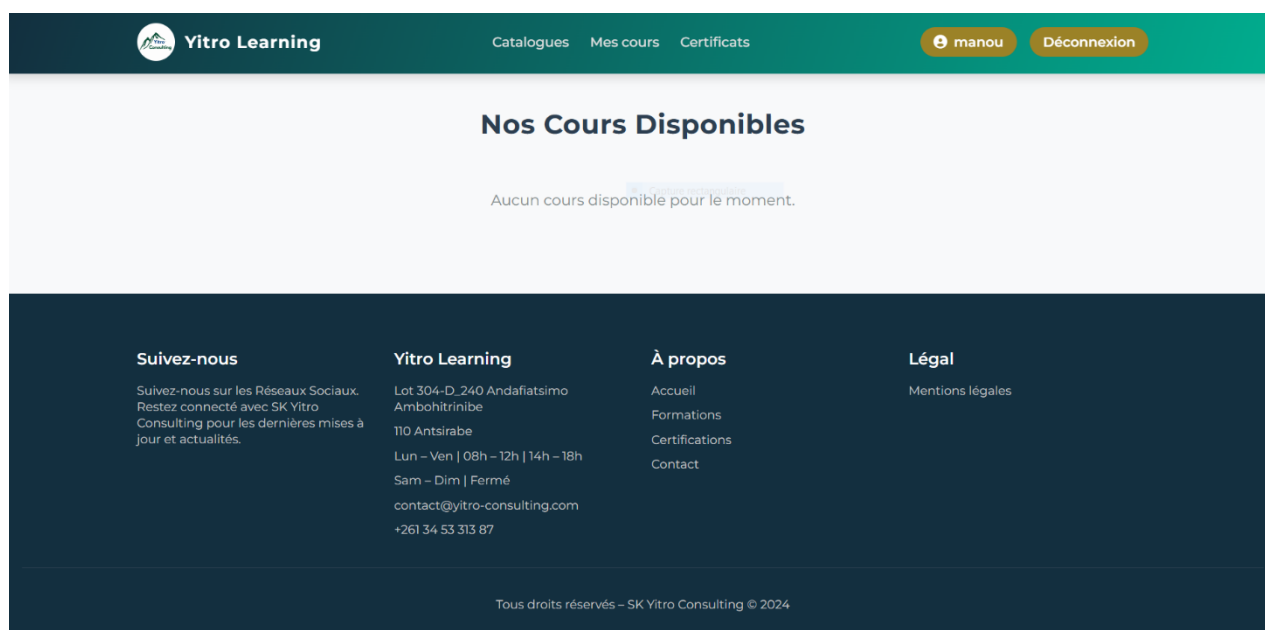 Yitro Learning
Catalogues Mes cours Certificats
manou
Déconnexion
Nos Cours Disponibles
Capture rectangulaire
Aucun cours disponible pour le moment.
Suivez-nous
Suivez-nous sur les Réseaux Sociaux.
Restez connecté avec SK Yitro
Consulting pour les dernières mises à
jour et actualités.
Yitro Learning
Lot 304-D_240 Andafiatsimo
Ambohitrinibe
110 Antsirabe
Lun – Ven | 08h – 12h | 14h – 18h
Sam – Dim | Fermé
contact@yitro-consulting.com
+261 34 53 313 87
À propos
Accueil
Formations
Certifications
Contact
Légal
Mentions légales
Tous droits réservés – SK Yitro Consulting © 2024